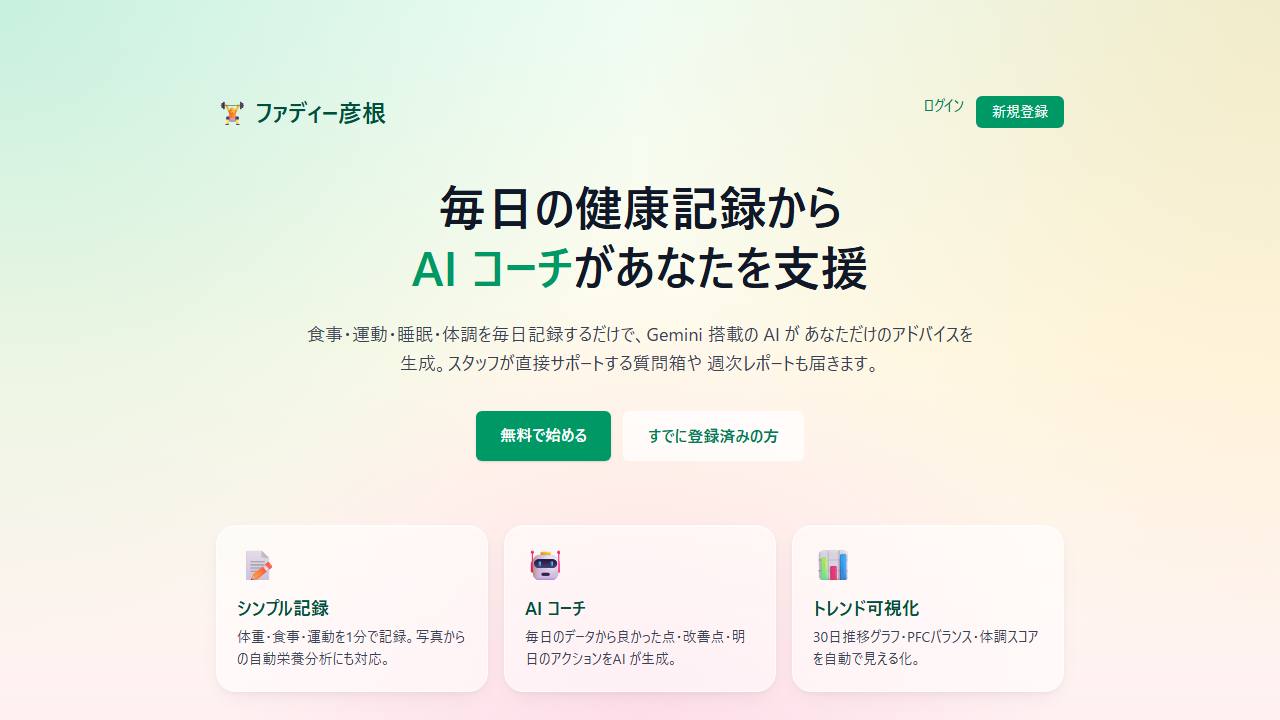 ファディー彦根
ログイン
新規登録
毎日の健康記録から
AI コーチがあなたを支援
食事・運動・睡眠・体調を毎日記録するだけで、Gemini 搭載の AI が あなただけのアドバイスを
生成。スタッフが直接サポートする質問箱や 週次レポートも届きます。
無料で始める
すでに登録済みの方
シンプル記録
体重・食事・運動を1分で記録。写真から
の自動栄養分析にも対応。
AI コーチ
毎日のデータから良かった点・改善点・明
日のアクションをAI が生成。
トレンド可視化
30日推移グラフ・PFCバランス・体調スコア
を自動で見える化。